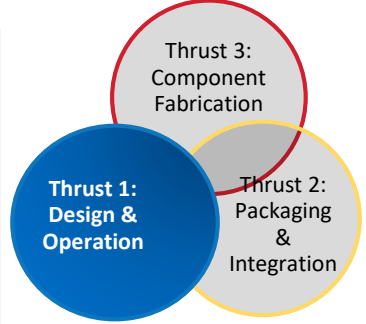 Thrust 3:
Component
Fabrication
Thrust 1:
Design &
Operation
Thrust 2:
Packaging
&
Integration